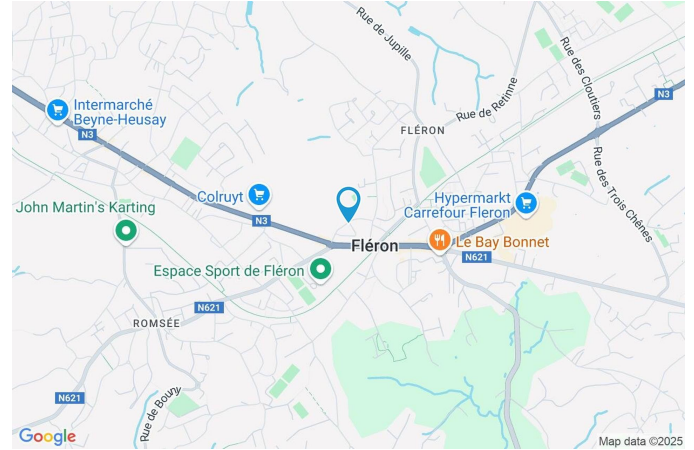 Rue de Jupille
Rue des Cloutiers
N3
Intermarché
Beyne-Heusay
Rue de Retinne
FLÉRON
N3
Rue des Trois Chênes
Colruyt
Hypermarkt
Carrefour Fleron
John Martin's Karting
N3
Fléron
Le Bay Bonnet
N621
Espace Sport de Fléron
N621
ROMSÉE
N621
Rue de Bouny
Google
Map data ©2025